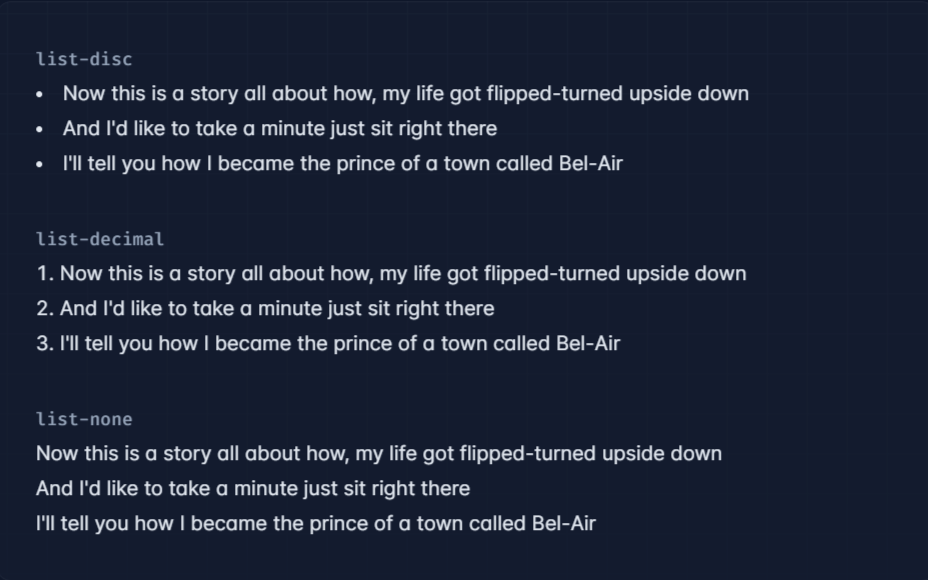 list-disc
• Now this is a story all about how, my life got flipped-turned upside down
• And I'd like to take a minute just sit right there
• I'll tell you how I became the prince of a town called Bel-Air
list-decimal
1. Now this is a story all about how, my life got flipped-turned upside down
2. And I'd like to take a minute just sit right there
3. I'll tell you how I became the prince of a town called Bel-Air
list-none
Now this is a story all about how, my life got flipped-turned upside down
And I'd like to take a minute just sit right there
I'll tell you how I became the prince of a town called Bel-Air